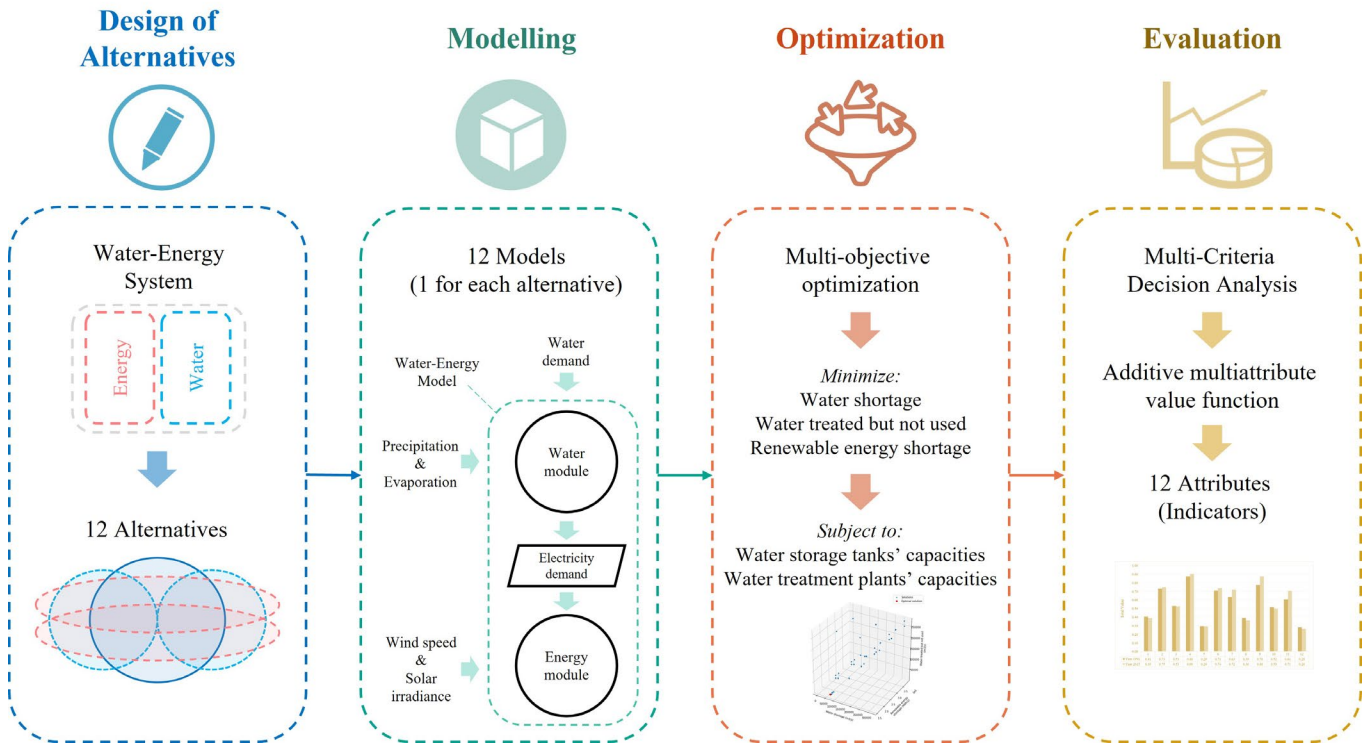 Design of
Alternatives
Modelling
Optimization
Evaluation
Water-Energy
System
Energy
Water
12 Alternatives
12 Models
(1 for each alternative)
Water-Energy
Model
Water
demand
Precipitation
&
Evaporation
Water
module
Electricity
demand
Wind speed
&
Solar
irradiance
Energy
module
Multi-objective
optimization
Minimize:
Water shortage
Water treated but not used
Renewable energy shortage
Subject to:
Water storage tanks’ capacities
Water treatment plants’ capacities
Multi-Criteria
Decision Analysis
Additive multiattribute
value function
12 Attributes
(Indicators)